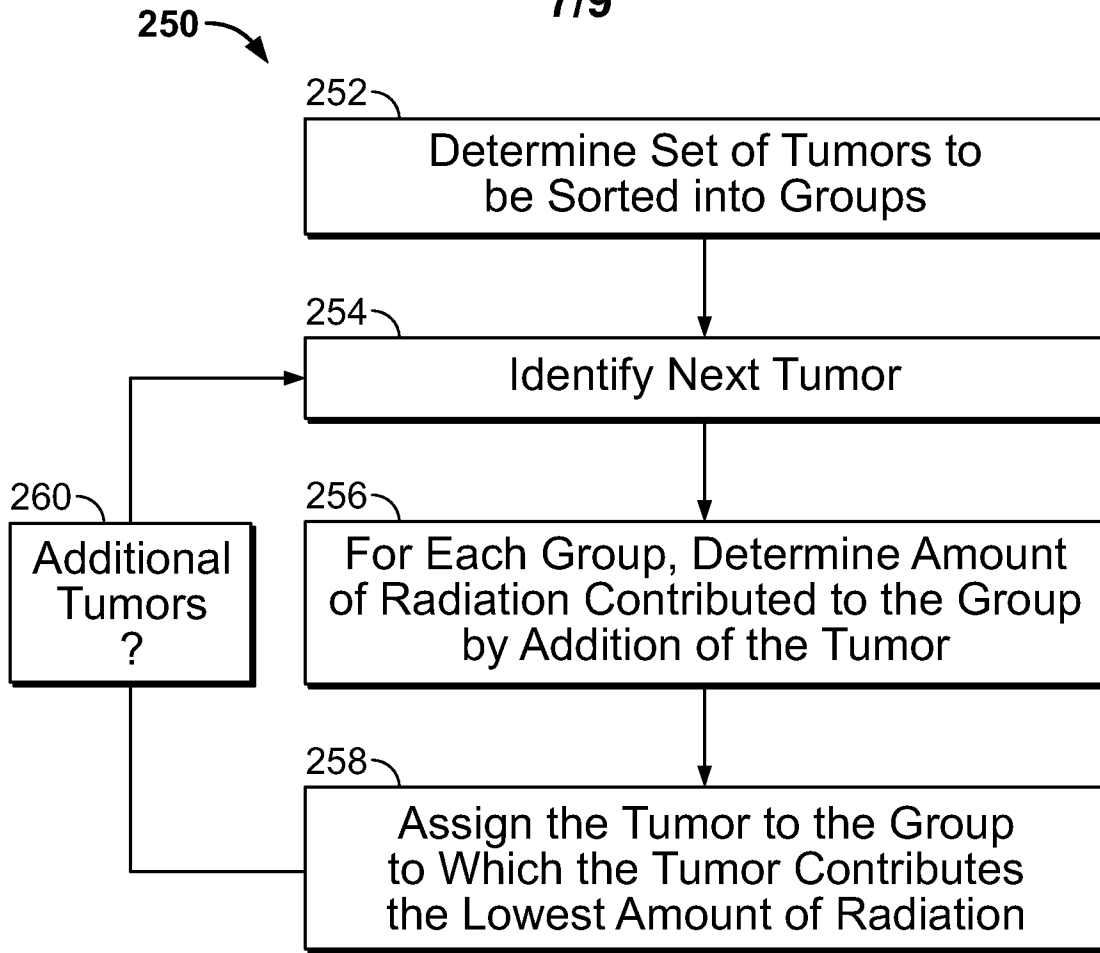 7/9
250
252
Determine Set of Tumors to
be Sorted into Groups
254
Identify Next Tumor
260
Additional
Tumors
?
256
For Each Group, Determine Amount
of Radiation Contributed to the Group
by Addition of the Tumor
258
Assign the Tumor to the Group
to Which the Tumor Contributes
the Lowest Amount of Radiation